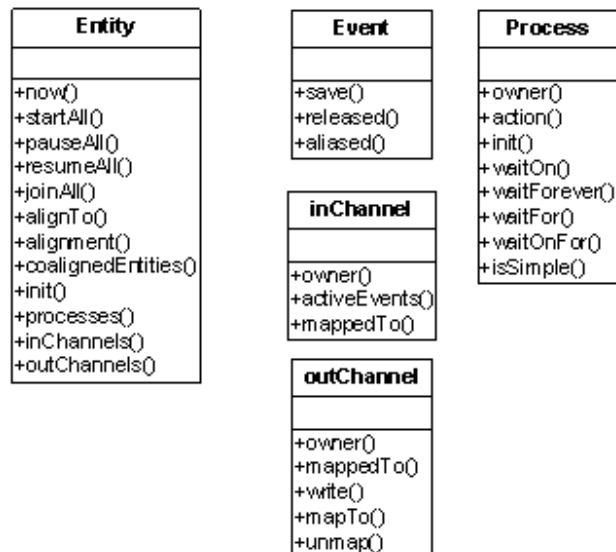 Entity
+now()
+startAll()
+pauseAll()
+resumeAll()
+joinAll()
+alignTo()
+alignment()
+coalignedEntities()
+init()
+processes()
+inChannels()
+outChannels()
Event
+save()
+released()
+aliased()
inChannel
+owner()
+activeEvents()
+mappedTo()
outChannel
+owner()
+mappedTo()
+write()
+mapTo()
+unmap()
Process
+owner()
+action()
+init()
+waitOn()
+waitForever()
+waitFor()
+waitOnFor()
+isSimple()